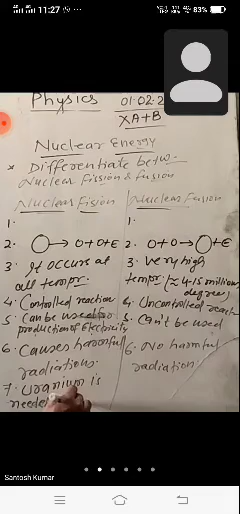 11:27
83%
Physics 01.02.2
XA+B
Nuclear Energy
* Differentiate betw.
Nuclear fission & fusion
Nuclear Fision
Nuclear Fusion
1.
1.
2. O→ O+O+E
2. O+O→O+E
3. It occurs at
all tempr.
3. very high
tempr. (≈ 4-15 millions
degree)
4. Controlled reaction
4. Uncontrolled react
5. Can be used for
production of Electricity
5. Can't be used
6. Causes harmful
radiations.
6. No harmful
radiation.
7. Uranium is
needed
Santosh Kumar